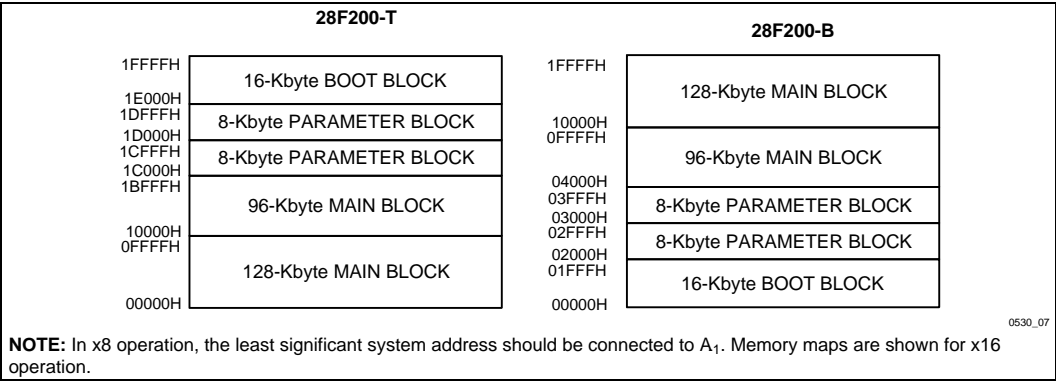 28F200-T
1FFFFH
16-Kbyte BOOT BLOCK
1E000H
1DFFFH
8-Kbyte PARAMETER BLOCK
1D000H
1CFFFH
8-Kbyte PARAMETER BLOCK
1C000H
1BFFFH
96-Kbyte MAIN BLOCK
10000H
0FFFFH
128-Kbyte MAIN BLOCK
00000H
28F200-B
1FFFFH
128-Kbyte MAIN BLOCK
10000H
0FFFFH
96-Kbyte MAIN BLOCK
04000H
03FFFH
8-Kbyte PARAMETER BLOCK
03000H
02FFFH
8-Kbyte PARAMETER BLOCK
02000H
01FFFH
16-Kbyte BOOT BLOCK
00000H
0530_07
NOTE: In x8 operation, the least significant system address should be connected to A₁. Memory maps are shown for x16
operation.